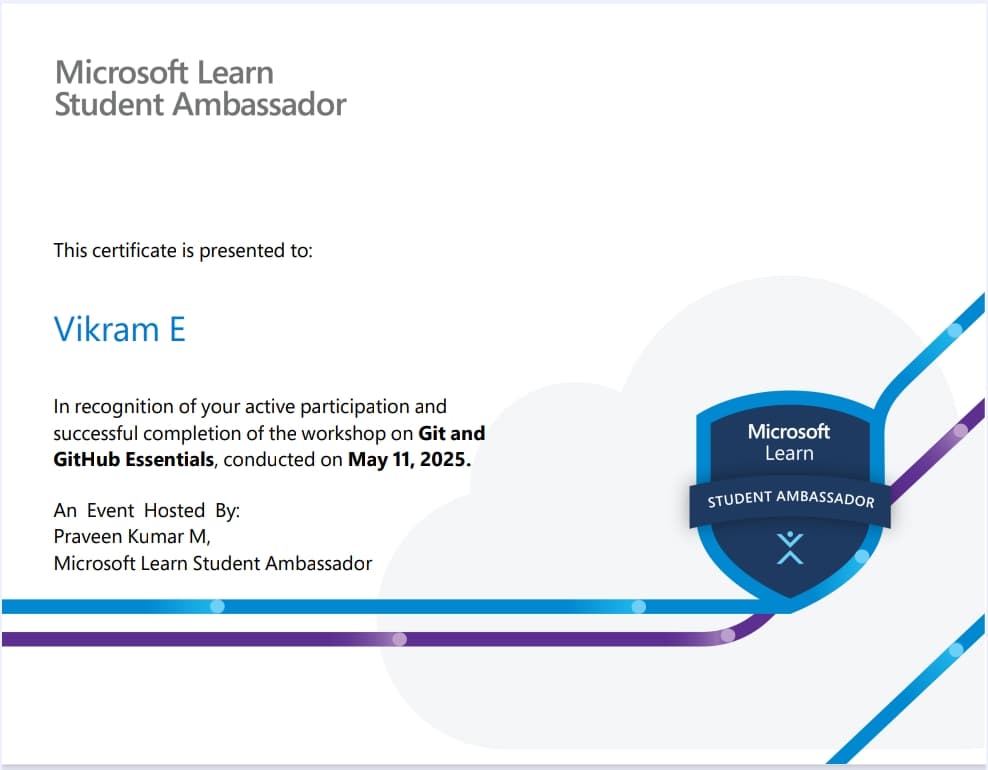 Microsoft Learn
Student Ambassador
This certificate is presented to:
Vikram E
In recognition of your active participation and
successful completion of the workshop on Git and
GitHub Essentials, conducted on May 11, 2025.
An Event Hosted By:
Praveen Kumar M,
Microsoft Learn Student Ambassador
Microsoft
Learn
STUDENT AMBASSADOR